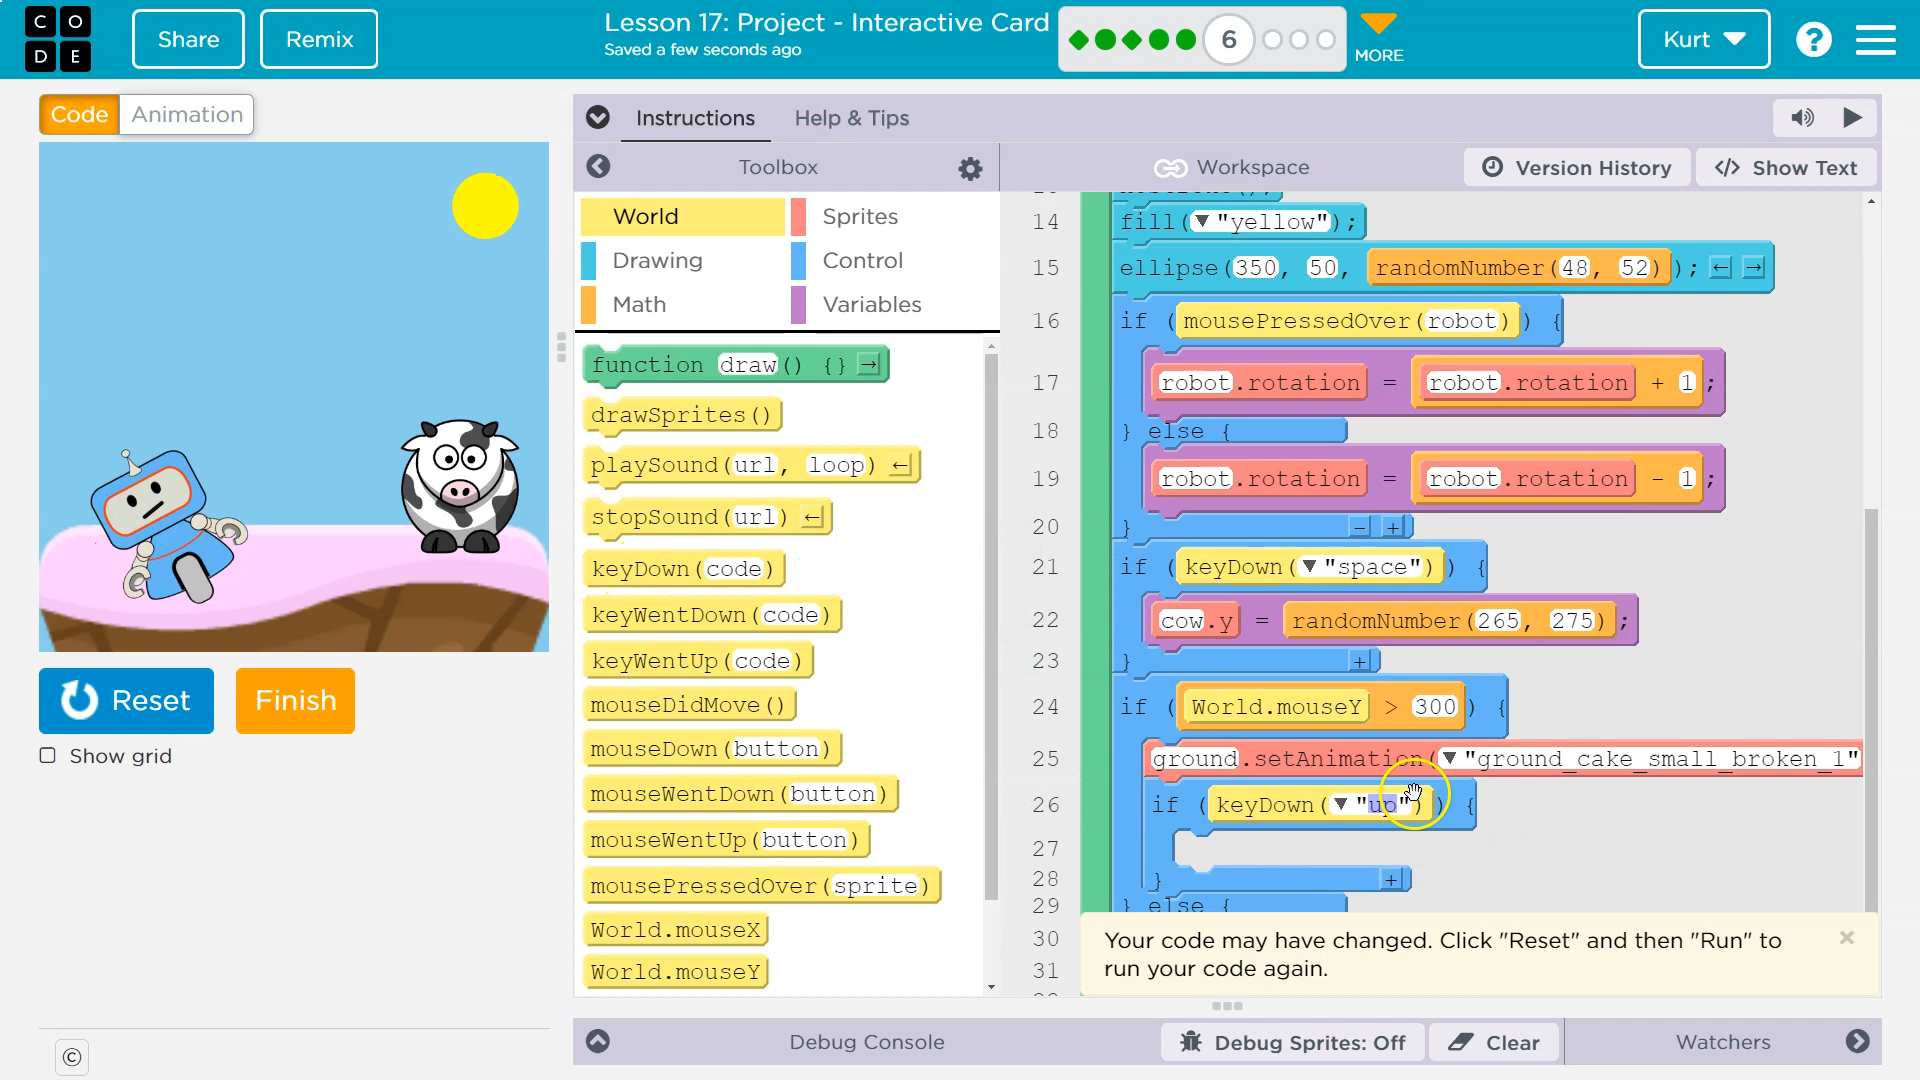 C O
D E
Share
Remix
Lesson 17: Project - Interactive Card
Saved a few seconds ago
6
MORE
Kurt
?
Code
Animation
Instructions
Help & Tips
Toolbox
Workspace
Version History
</> Show Text
World
Sprites
Drawing
Control
Math
Variables
function draw() {} →
drawSprites()
playSound(url, loop) ←
stopSound(url) ←
keyDown(code)
keyWentDown(code)
keyWentUp(code)
mouseDidMove()
mouseDown(button)
mouseWentDown(button)
mouseWentUp(button)
mousePressedOver(sprite)
World.mouseX
World.mouseY
14 fill(▼ "yellow");
15 ellipse(350, 50, randomNumber(48, 52)); ← →
16 if (mousePressedOver(robot)) {
17 robot.rotation = robot.rotation + 1;
18 } else {
19 robot.rotation = robot.rotation - 1;
20 } - +
21 if (keyDown(▼ "space")) {
22 cow.y = randomNumber(265, 275);
23 } +
24 if (World.mouseY > 300) {
25 ground.setAnimation(▼ "ground_cake_small_broken_1"
26 if (keyDown(▼ "up")) {
27
28 } +
29 } else {
30
31
Your code may have changed. Click "Reset" and then "Run" to
run your code again.
Reset
Finish
Show grid
©
Debug Console
Debug Sprites: Off
Clear
Watchers